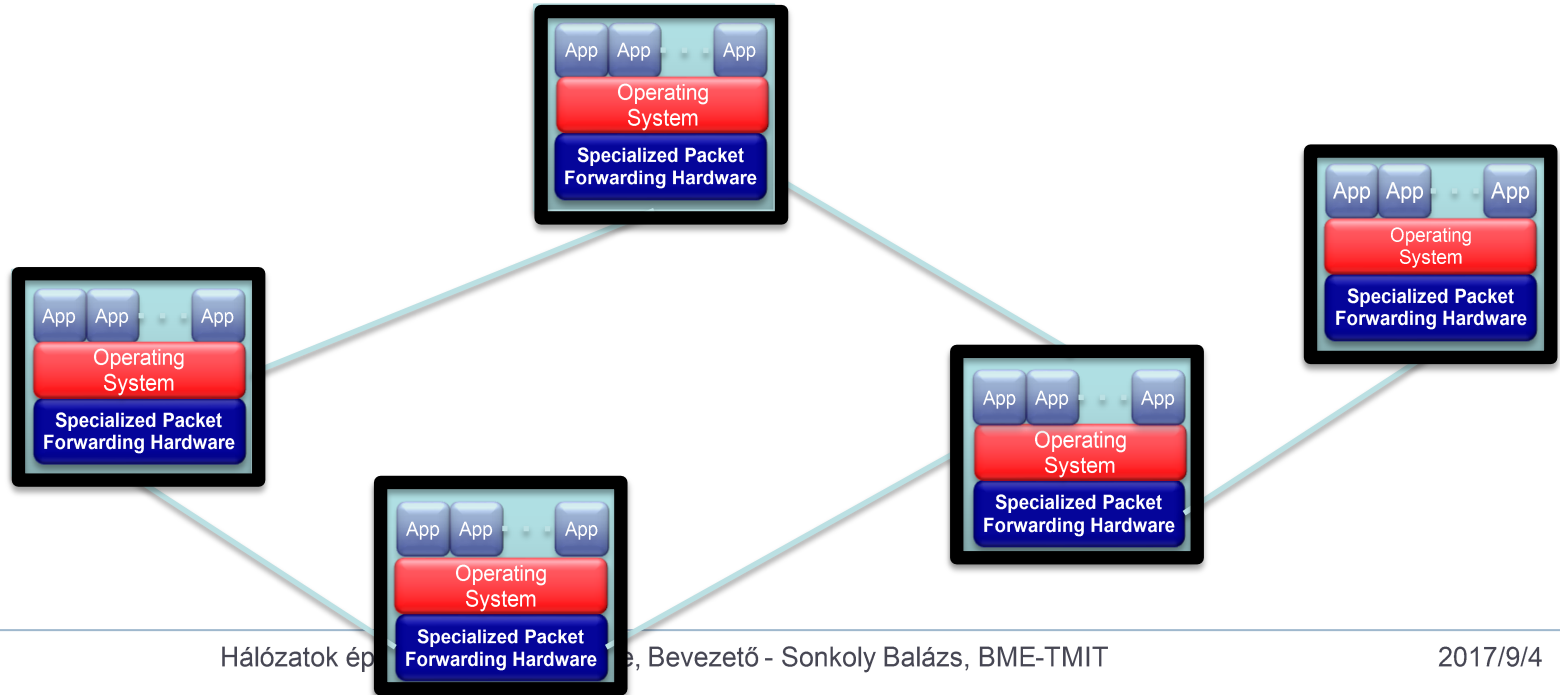 App App App
Operating
System
Specialized Packet
Forwarding Hardware
App App App
Operating
System
Specialized Packet
Forwarding Hardware
App App App
Operating
System
Specialized Packet
Forwarding Hardware
App App App
Operating
System
Specialized Packet
Forwarding Hardware
App App App
Operating
System
Specialized Packet
Forwarding Hardware
Hálózatok , Bevezető - Sonkoly Balázs, BME-TMIT 2017/9/4